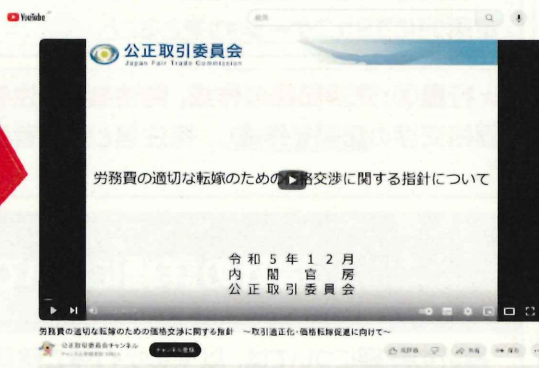 YouTube
検索
公正取引委員会
Japan Fair Trade Commission
労務費の適切な転嫁のための価格交渉に関する指針について
令和5年12月
内閣官房
公正取引委員会
労務費の適切な転嫁のための価格交渉に関する指針 ～取引適正化・価格転嫁促進に向けて～
公正取引委員会チャンネル
チャンネル登録
共有
保存